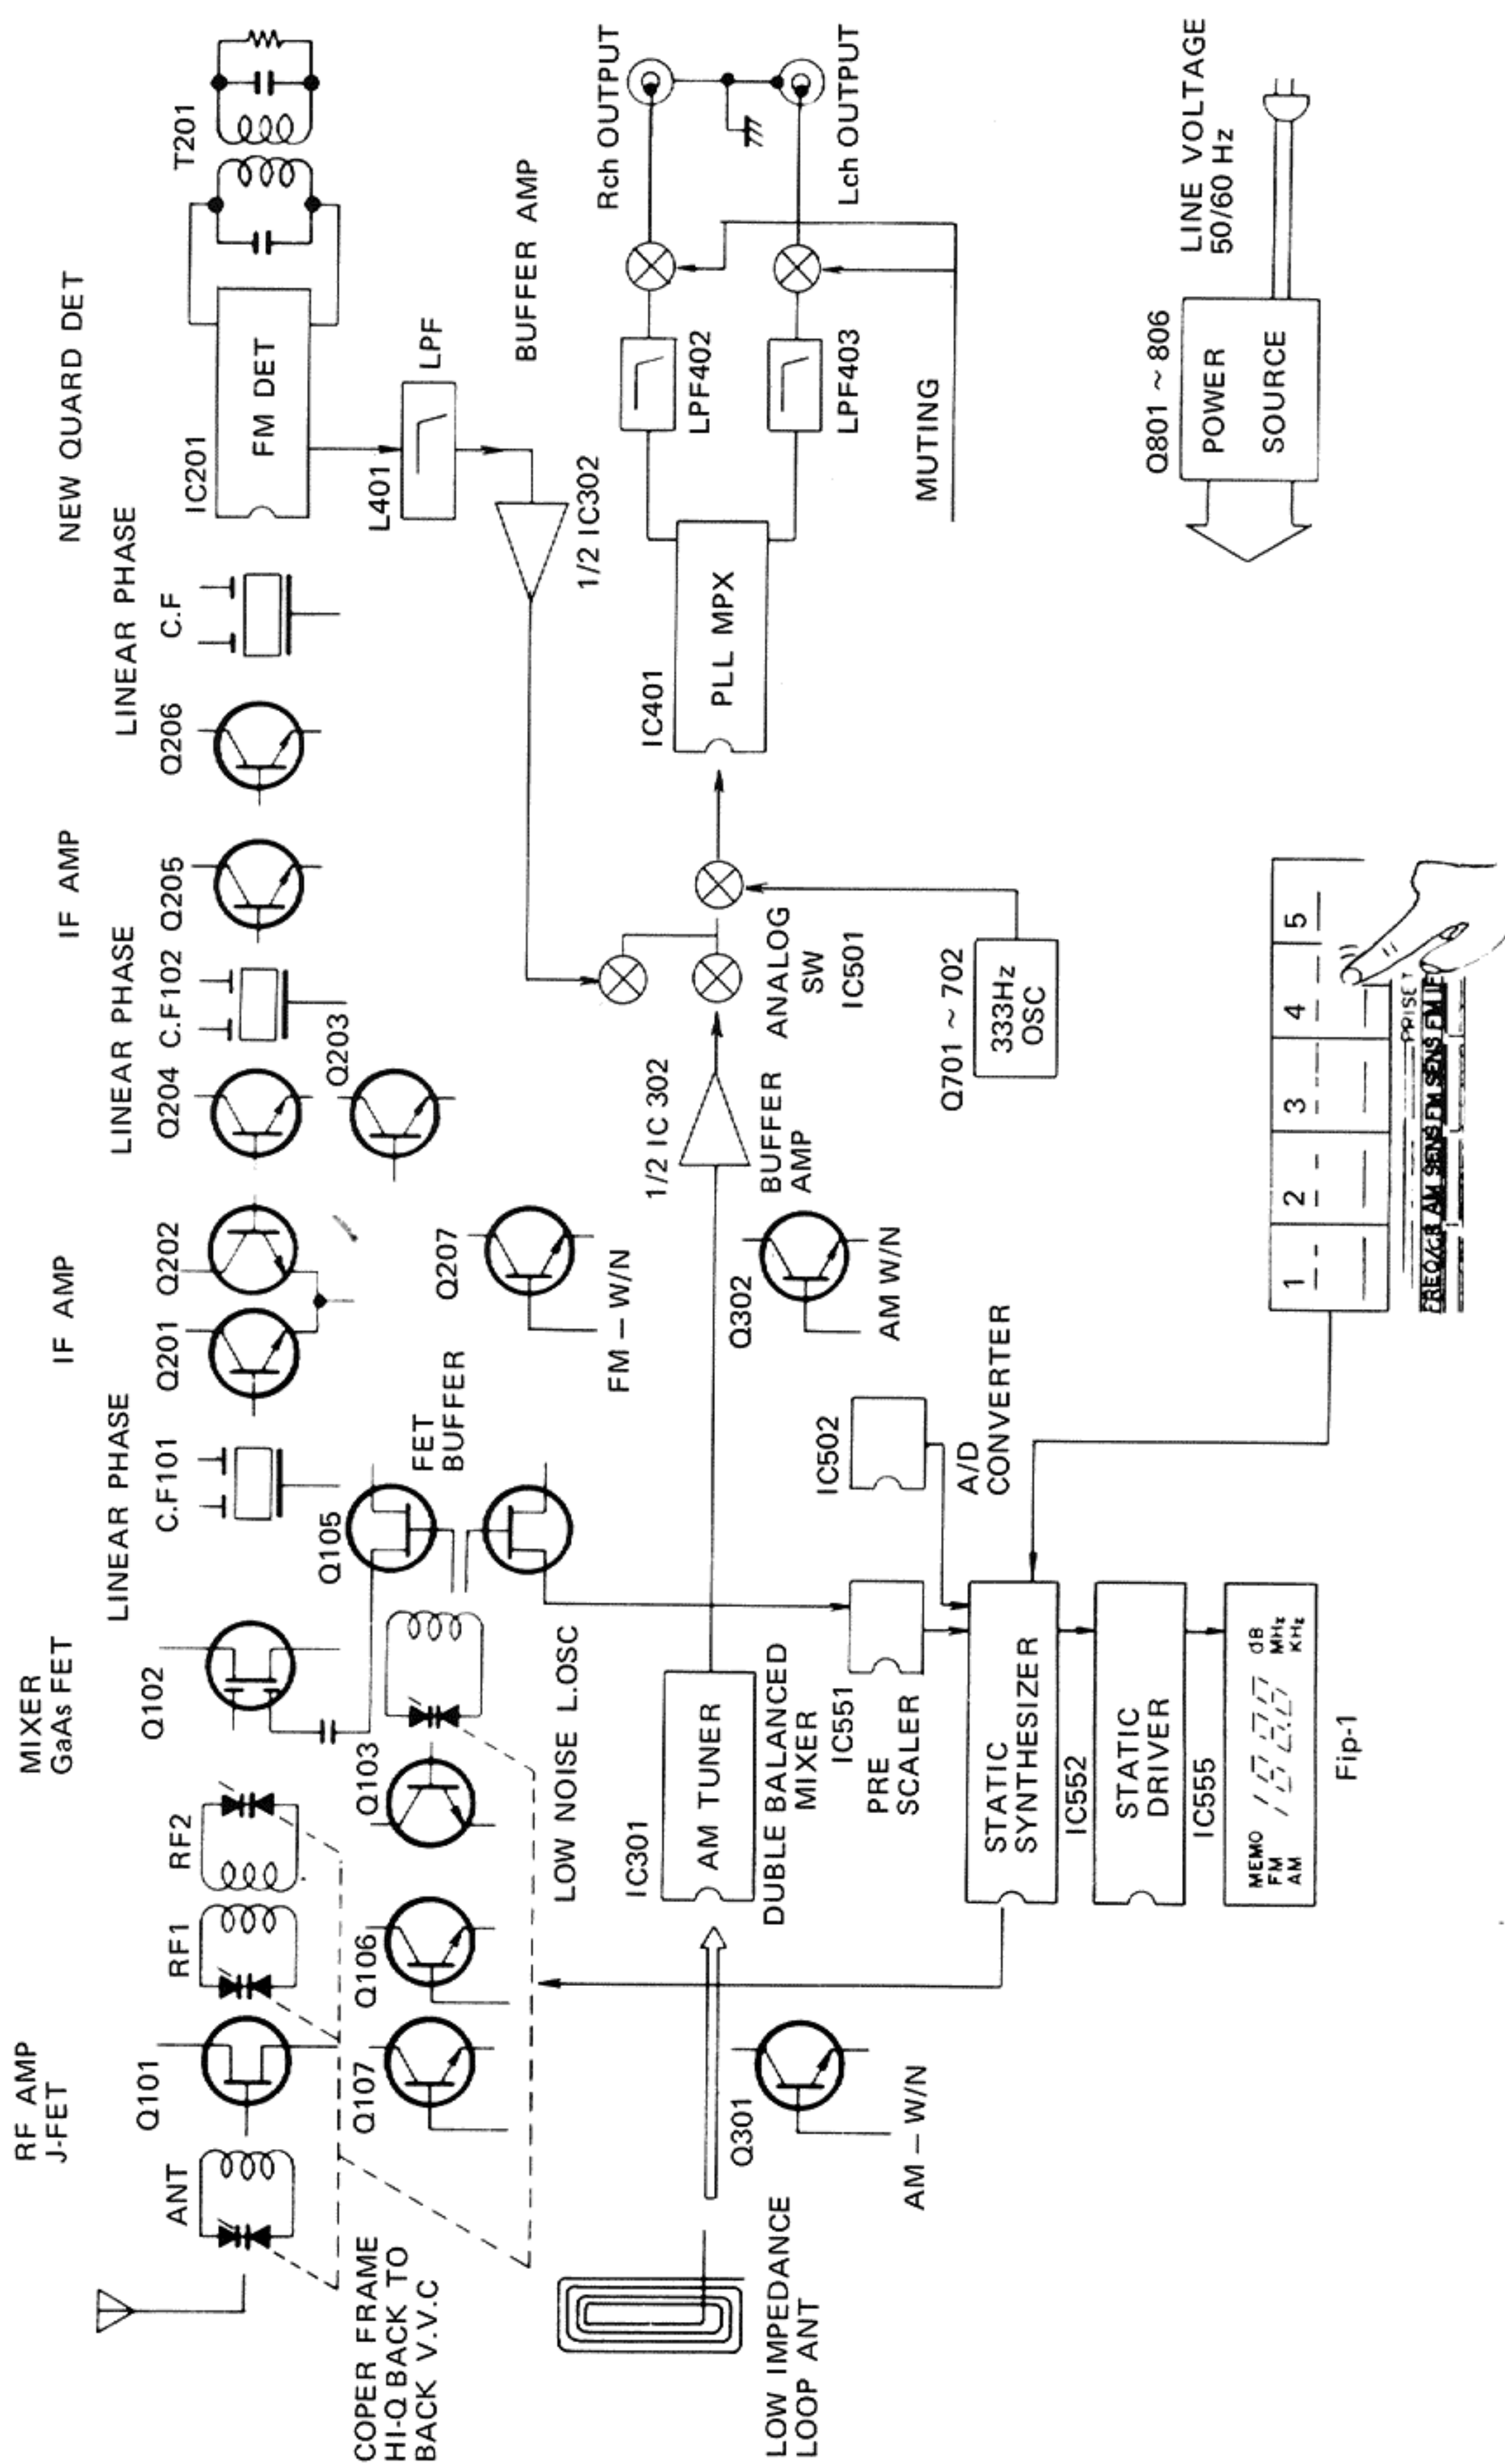 RF AMP
J-FET
MIXER
GaAs FET
LINEAR PHASE
IF AMP
LINEAR PHASE
IF AMP
LINEAR PHASE
NEW QUARD DET
ANT
Q101
RF1
RF2
Q102
C.F101
Q201
Q202
Q204
C.F102
Q205
Q206
C.F
IC201
FM DET
T201
COPER FRAME
HI-Q BACK TO
BACK V.V.C
Q107
Q106
Q103
Q105
FET
BUFFER
Q203
L401
LPF
LOW NOISE L.OSC
Q207
FM – W/N
1/2 IC302
BUFFER AMP
LOW IMPEDANCE
LOOP ANT
Q301
AM – W/N
IC301
AM TUNER
DUBLE BALANCED
MIXER
Q302
AM W/N
1/2 IC 302
BUFFER
AMP
ANALOG
SW
IC501
IC401
PLL MPX
LPF402
LPF403
Rch OUTPUT
Lch OUTPUT
MUTING
IC551
PRE
SCALER
IC502
A/D
CONVERTER
Q701 ~ 702
333Hz
OSC
STATIC
SYNTHESIZER
IC552
STATIC
DRIVER
IC555
MEMO
FM
AM
dB
MHz
KHz
Fip-1
1
2
3
4
5
PRISET
FREQ/CB AM SENS FM SENS FM IF
Q801 ~ 806
POWER
SOURCE
LINE VOLTAGE
50/60 Hz